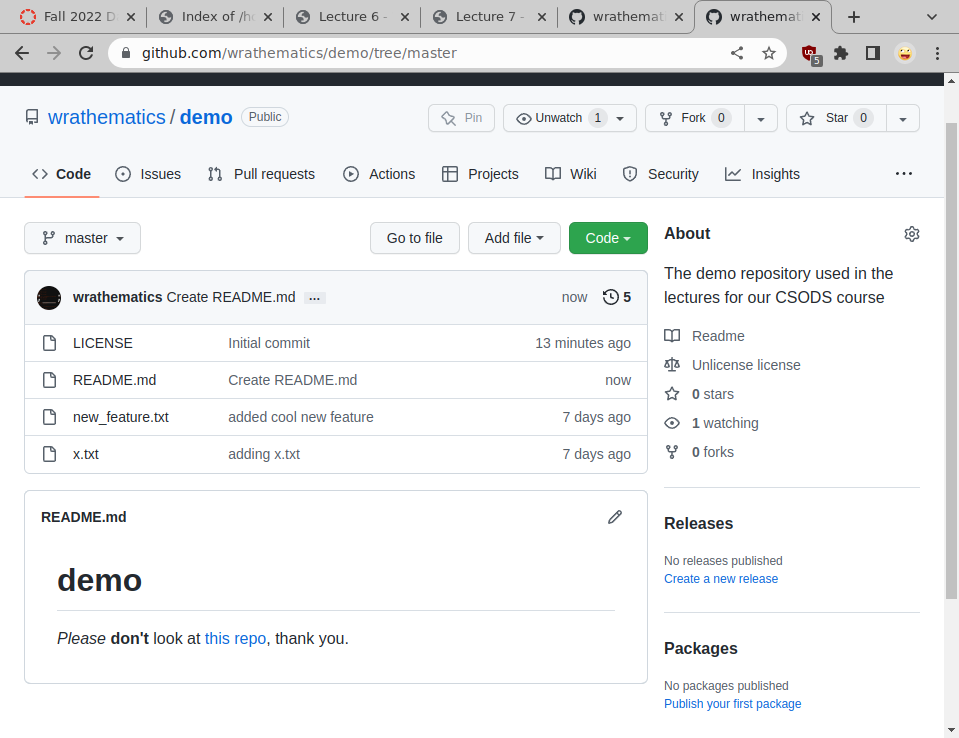 Fall 2022 D
Index of /h
Lecture 6 -
Lecture 7 -
wrathemat
wrathemat
github.com/wrathematics/demo/tree/master
5
wrathematics / demo Public
Pin
Unwatch 1
Fork 0
Star 0
Code
Issues
Pull requests
Actions
Projects
Wiki
Security
Insights
master
Go to file
Add file
Code
wrathematics Create README.md ... now 5
LICENSE Initial commit 13 minutes ago
README.md Create README.md now
new_feature.txt added cool new feature 7 days ago
x.txt adding x.txt 7 days ago
README.md
demo
Please don't look at this repo, thank you.
About
The demo repository used in the
lectures for our CSODS course
Readme
Unlicense license
0 stars
1 watching
0 forks
Releases
No releases published
Create a new release
Packages
No packages published
Publish your first package